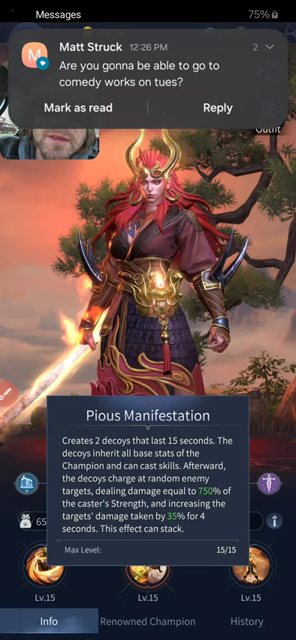 Messages
75%
Matt Struck 12:26 PM
2
Are you gonna be able to go to
comedy works on tues?
Mark as read
Reply
Outfit
Pious Manifestation
Creates 2 decoys that last 15 seconds. The
decoys inherit all base stats of the
Champion and can cast skills. Afterward,
the decoys charge at random enemy
targets, dealing damage equal to 750% of
the caster's Strength, and increasing the
targets' damage taken by 35% for 4
seconds. This effect can stack.
Max Level: 15/15
65
Lv.15
Lv.15
Lv.15
Info
Renowned Champion
History